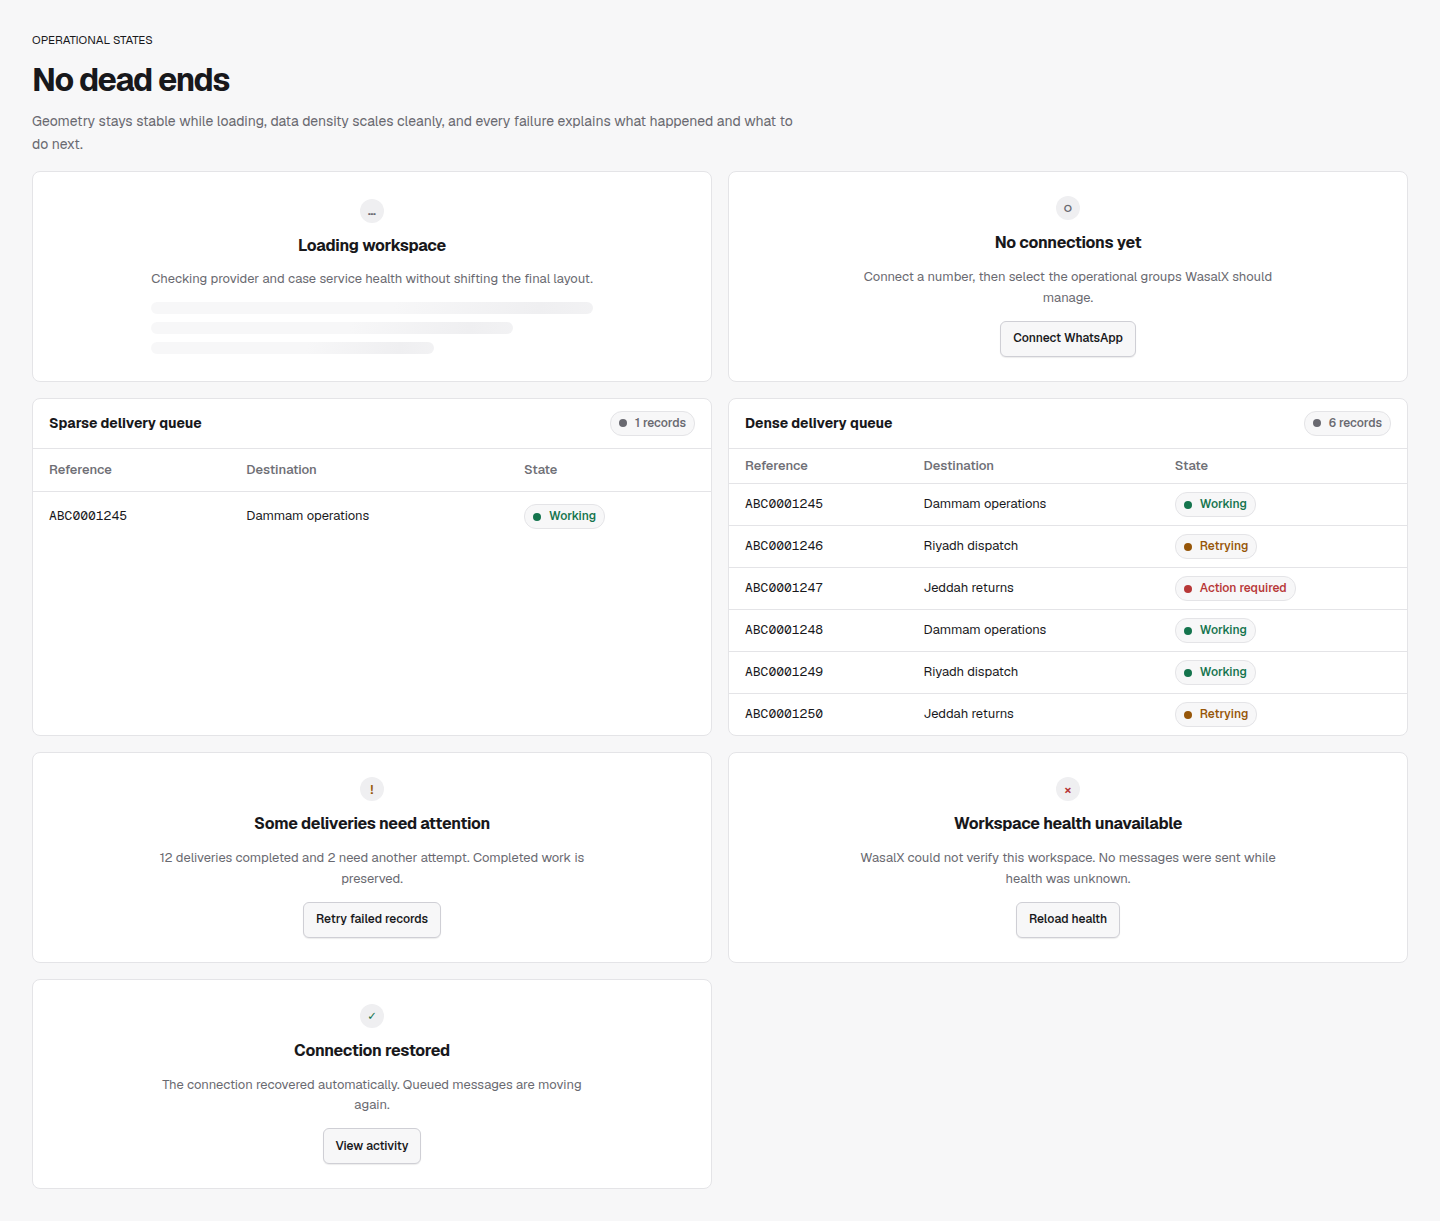 OPERATIONAL STATES
No dead ends
Geometry stays stable while loading, data density scales cleanly, and every failure explains what happened and what to
do next.
...
Loading workspace
Checking provider and case service health without shifting the final layout.
No connections yet
Connect a number, then select the operational groups WasalX should
manage.
Connect WhatsApp
Sparse delivery queue
1 records
Reference Destination State
ABC0001245 Dammam operations Working
Dense delivery queue
6 records
Reference Destination State
ABC0001245 Dammam operations Working
ABC0001246 Riyadh dispatch Retrying
ABC0001247 Jeddah returns Action required
ABC0001248 Dammam operations Working
ABC0001249 Riyadh dispatch Working
ABC0001250 Jeddah returns Retrying
!
Some deliveries need attention
12 deliveries completed and 2 need another attempt. Completed work is
preserved.
Retry failed records
×
Workspace health unavailable
WasalX could not verify this workspace. No messages were sent while
health was unknown.
Reload health
✓
Connection restored
The connection recovered automatically. Queued messages are moving
again.
View activity